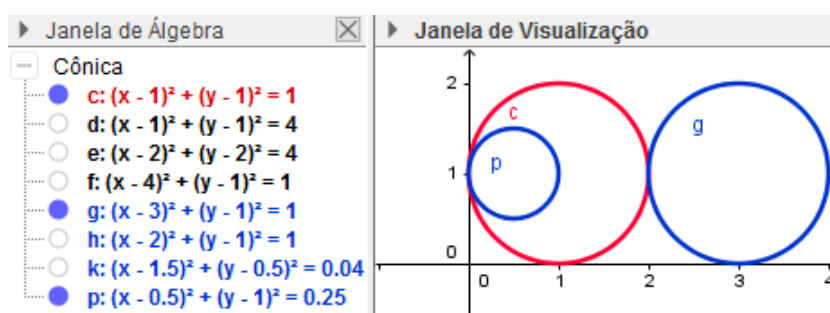 Janela de Álgebra
Cônica
c: (x - 1)² + (y - 1)² = 1
d: (x - 1)² + (y - 1)² = 4
e: (x - 2)² + (y - 2)² = 4
f: (x - 4)² + (y - 1)² = 1
g: (x - 3)² + (y - 1)² = 1
h: (x - 2)² + (y - 1)² = 1
k: (x - 1.5)² + (y - 0.5)² = 0.04
p: (x - 0.5)² + (y - 1)² = 0.25
Janela de Visualização
2
c
g
p
1
0
0 1 2 3 4